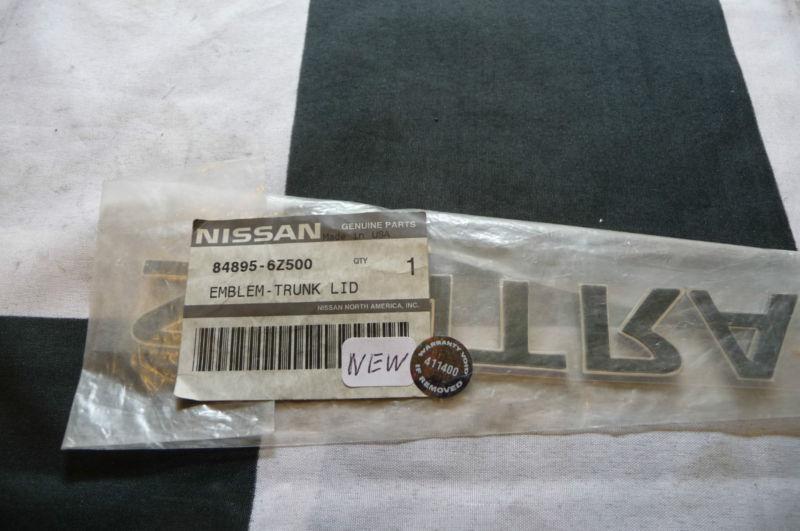 NISSAN GENUINE PARTS
Made in USA
84895-6Z500 QTY 1
EMBLEM-TRUNK LID
NISSAN NORTH AMERICA, INC.
NEW
WARRANTY VOID
411400
IF REMOVED
SENTRA